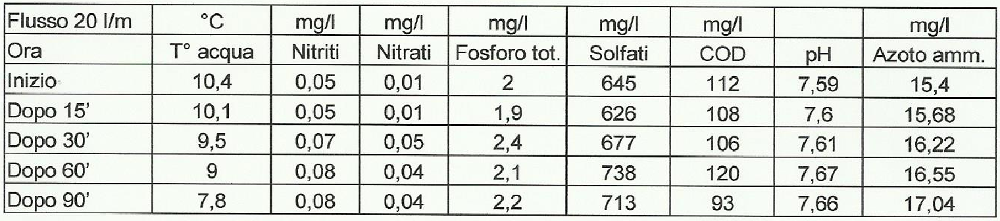 Flusso 20 l/m °C mg/l mg/l mg/l mg/l mg/l mg/l
Ora T° acqua Nitriti Nitrati Fosforo tot. Solfati COD pH Azoto amm.
Inizio 10,4 0,05 0,01 2 645 112 7,59 15,4
Dopo 15' 10,1 0,05 0,01 1,9 626 108 7,6 15,68
Dopo 30' 9,5 0,07 0,05 2,4 677 106 7,61 16,22
Dopo 60' 9 0,08 0,04 2,1 738 120 7,67 16,55
Dopo 90' 7,8 0,08 0,04 2,2 713 93 7,66 17,04